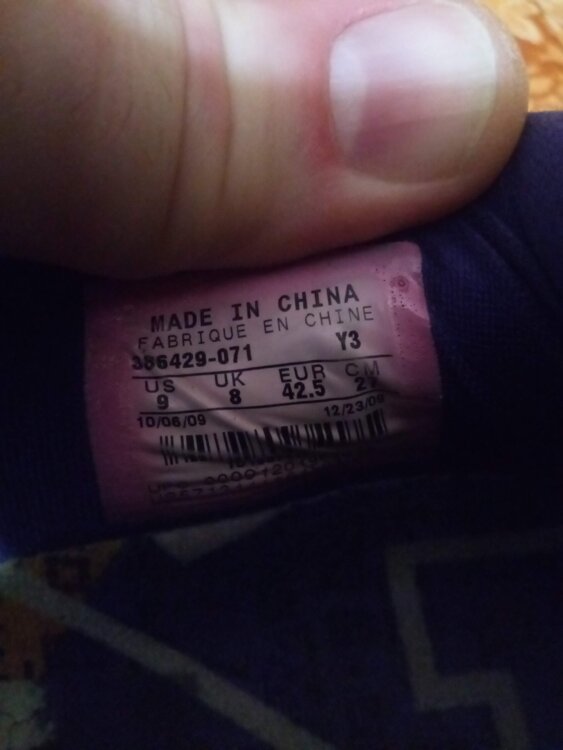 MADE IN CHINA
FABRIQUE EN CHINE
386429-071 Y3
US UK EUR CM
9 8 42.5 27
10/06/09 12/23/09